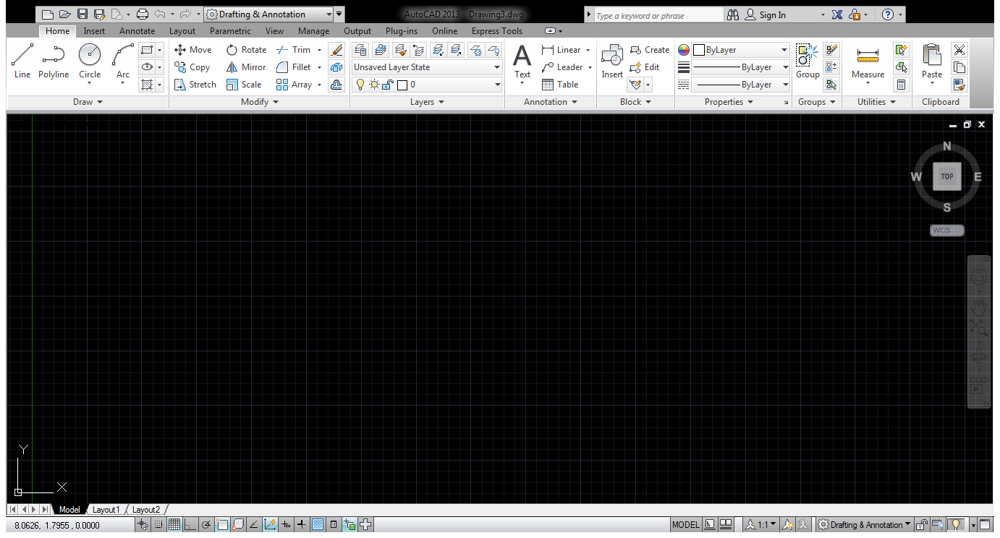 Drafting & Annotation
AutoCAD 2013 Drawing3.dwg
Type a keyword or phrase
Sign In
Home Insert Annotate Layout Parametric View Manage Output Plug-ins Online Express Tools
Line Polyline Circle Arc
Move Rotate Trim
Copy Mirror Fillet
Stretch Scale Array
Unsaved Layer State
0
Text
Linear
Leader
Table
Insert
Create
Edit
ByLayer
ByLayer
ByLayer
Group
Measure
Paste
Draw Modify Layers Annotation Block Properties Groups Utilities Clipboard
N
W TOP E
S
WCS
Y
X
Model Layout1 Layout2
8.0626, 1.7955 , 0.0000
MODEL 1:1 Drafting & Annotation